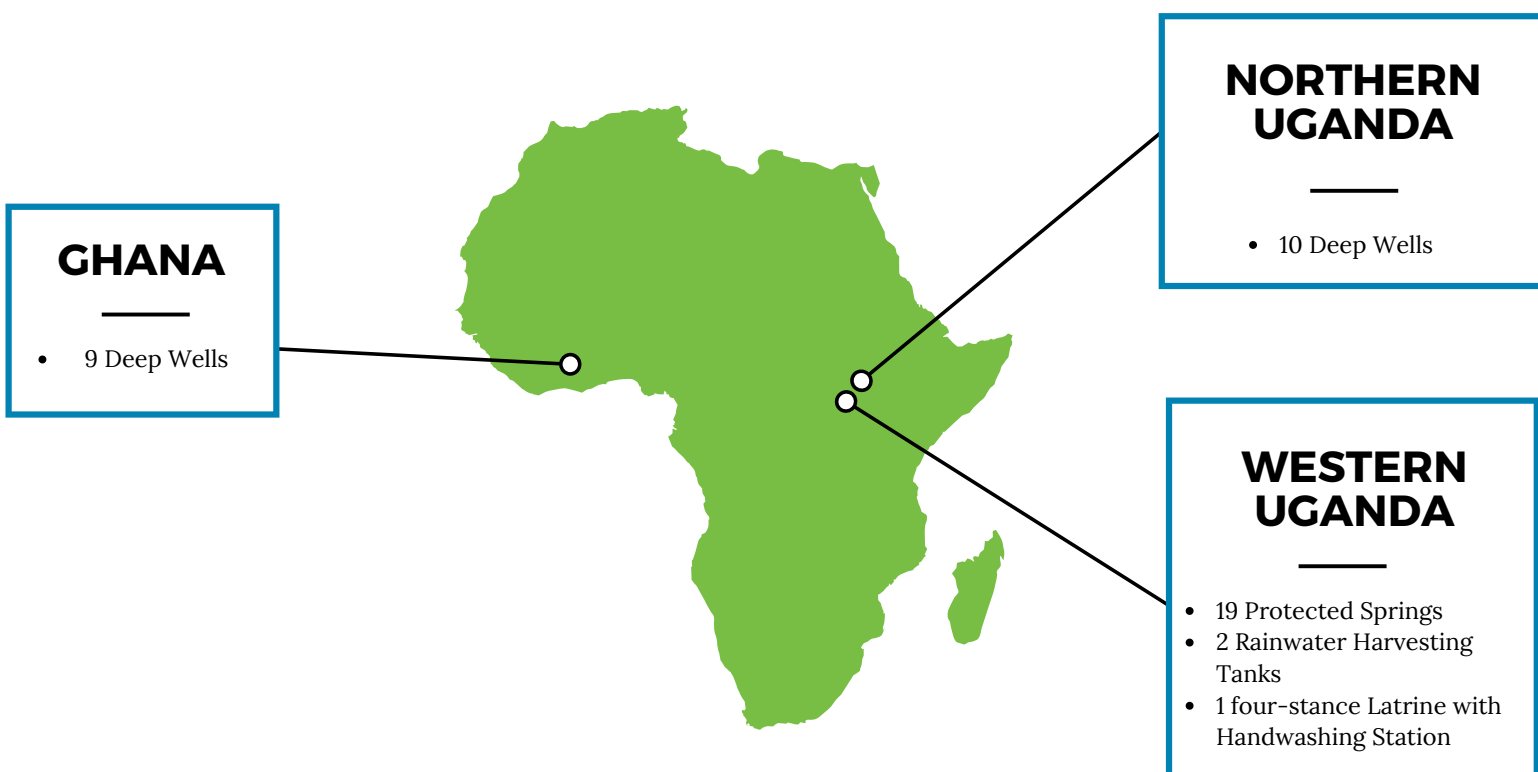 GHANA
• 9 Deep Wells
NORTHERN
UGANDA
• 10 Deep Wells
WESTERN
UGANDA
• 19 Protected Springs
• 2 Rainwater Harvesting
Tanks
• 1 four-stance Latrine with
Handwashing Station